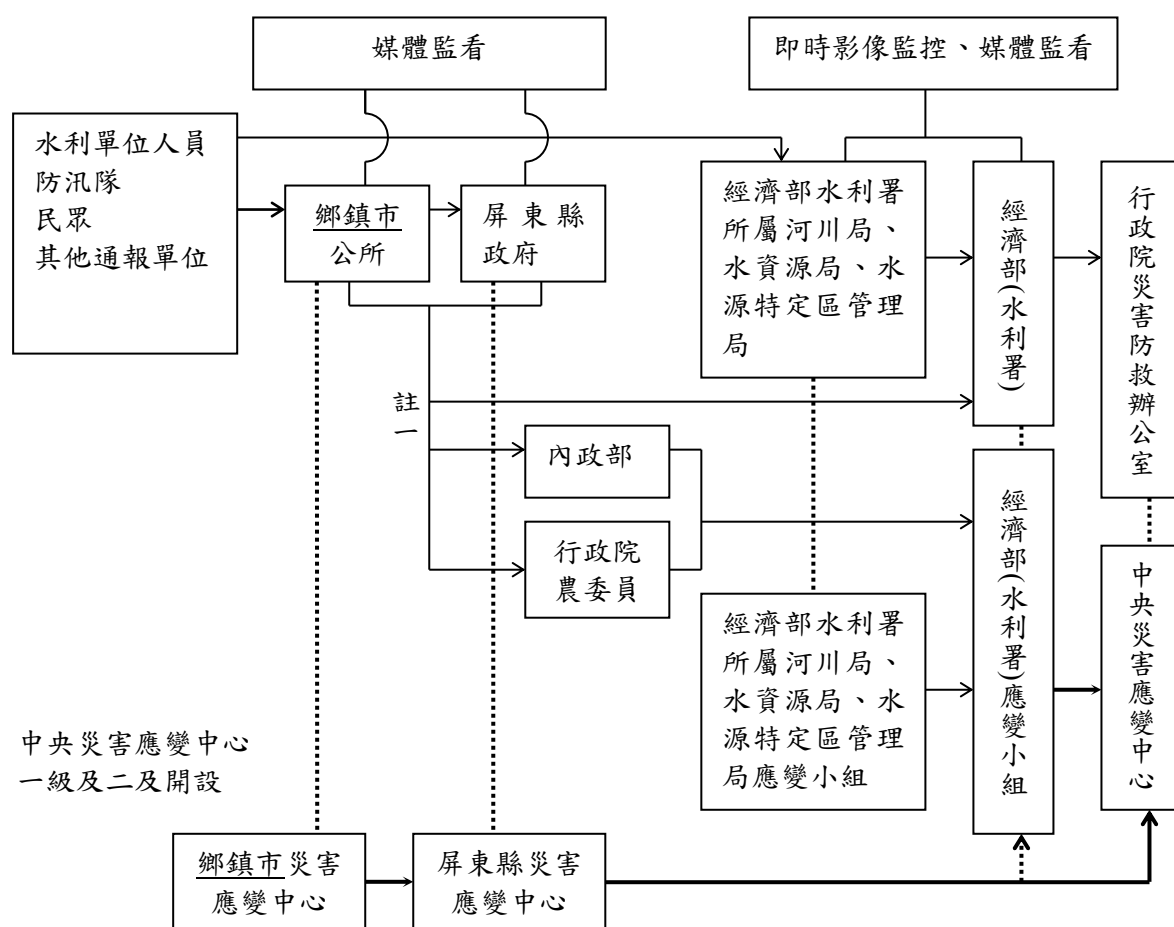 媒體監看
即時影像監控、媒體監看
水利單位人員
防汛隊
民眾
其他通報單位
鄉鎮市
公所
屏東縣
政府
經濟部水利署
所屬河川局、
水資源局、水
源特定區管理
局
經濟部(水利署)
行政院災害防救辦公室
註一
內政部
行政院
農委員
經濟部水利署
所屬河川局、
水資源局、水
源特定區管理
局應變小組
經濟部(水利署)應變小組
中央災害應變中心
中央災害應變中心
一級及二及開設
鄉鎮市災害
應變中心
屏東縣災害
應變中心